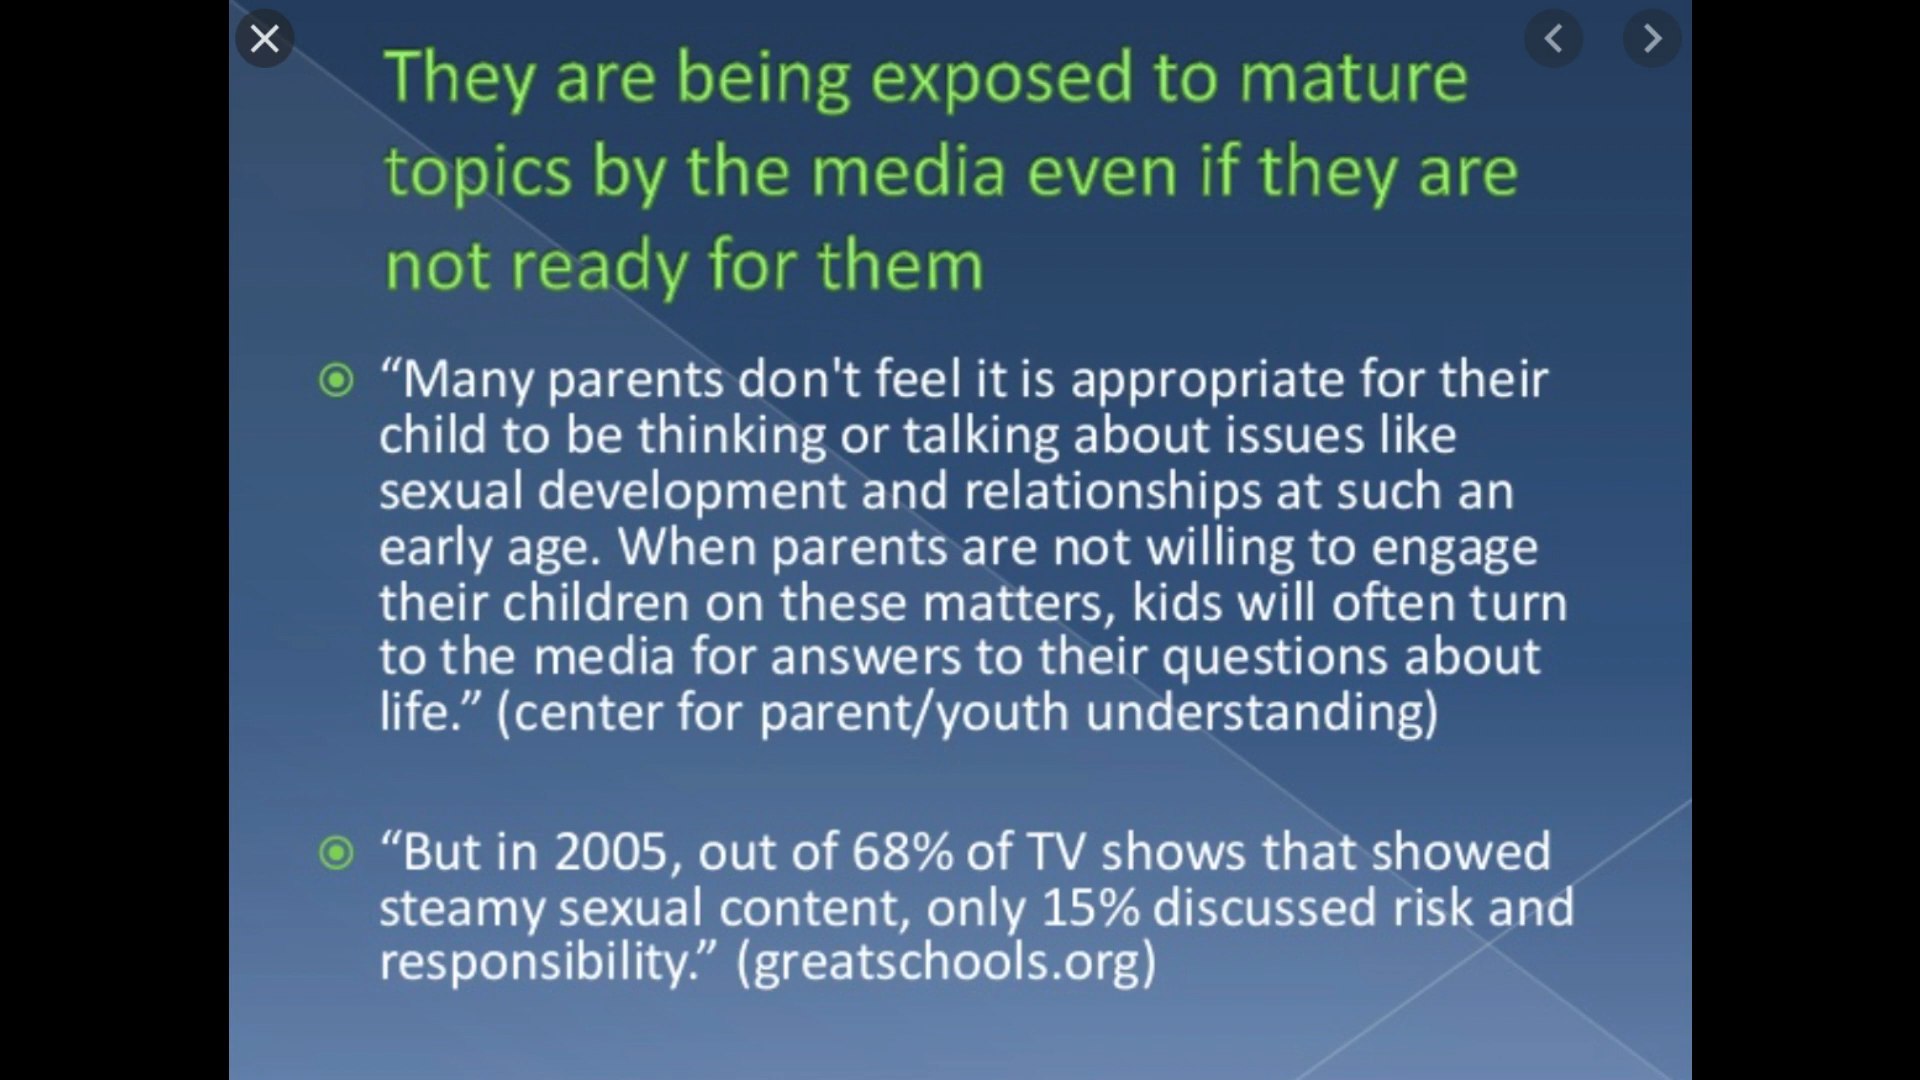 They are being exposed to mature
topics by the media even if they are
not ready for them
“Many parents don't feel it is appropriate for their
child to be thinking or talking about issues like
sexual development and relationships at such an
early age. When parents are not willing to engage
their children on these matters, kids will often turn
to the media for answers to their questions about
life.” (center for parent/youth understanding)
“But in 2005, out of 68% of TV shows that showed
steamy sexual content, only 15% discussed risk and
responsibility.” (greatschools.org)